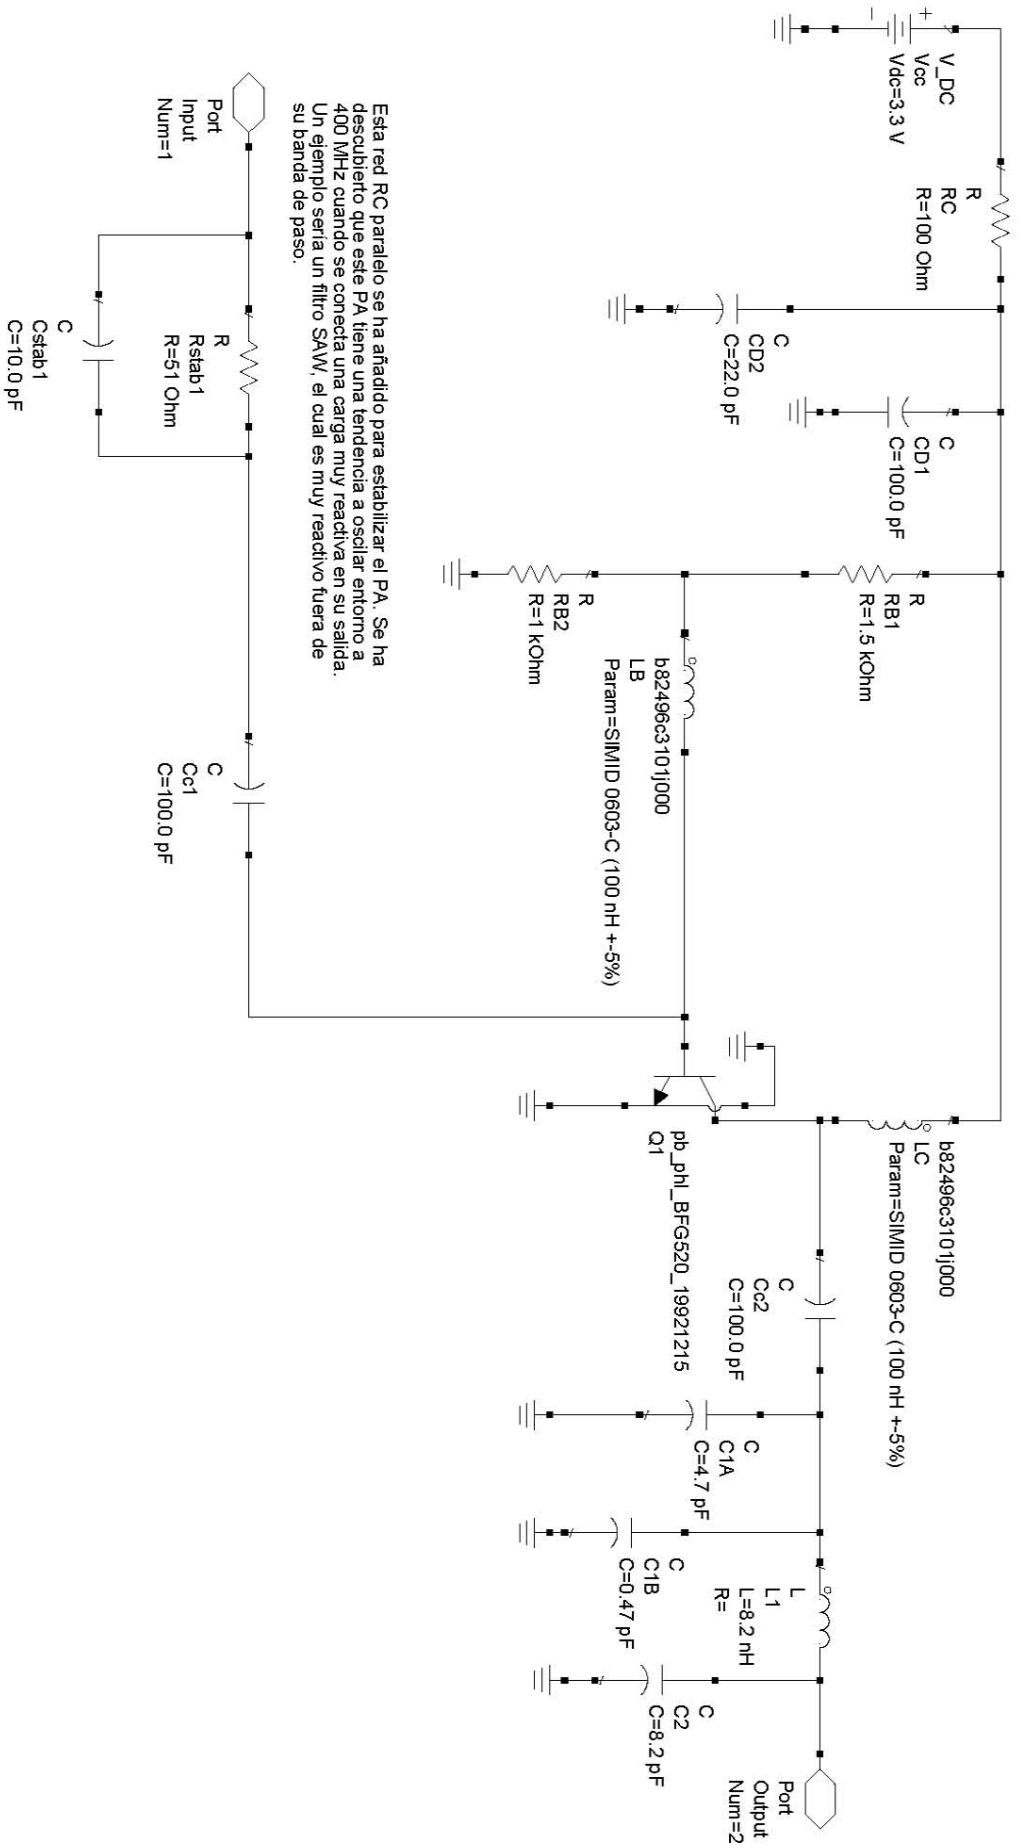 V_DC
Vcc
Vdc=3.3 V
-
+
R
RC
R=100 Ohm
C
CD2
C=22.0 pF
C
CD1
C=100.0 pF
R
RB1
R=1.5 kOhm
R
RB2
R=1 kOhm
b82496c3101j000
LB
Param=SIMID 0603-C (100 nH +-5%)
b82496c3101j000
LC
Param=SIMID 0603-C (100 nH +-5%)
pb_phl_BFG520_19921215
Q1
C
Cc2
C=100.0 pF
C
C1A
C=4.7 pF
C
C1B
C=0.47 pF
L
L1
L=8.2 nH
R=
C
C2
C=8.2 pF
Port
Output
Num=2
Esta red RC paralelo se ha añadido para estabilizar el PA. Se ha
descubierto que este PA tiene una tendencia a oscilar entorno a
400 MHz cuando se conecta una carga muy reactiva en su salida.
Un ejemplo sería un filtro SAW, el cual es muy reactivo fuera de
su banda de paso.
Port
Input
Num=1
R
Rstab1
R=51 Ohm
C
Cstab1
C=10.0 pF
C
Cc1
C=100.0 pF